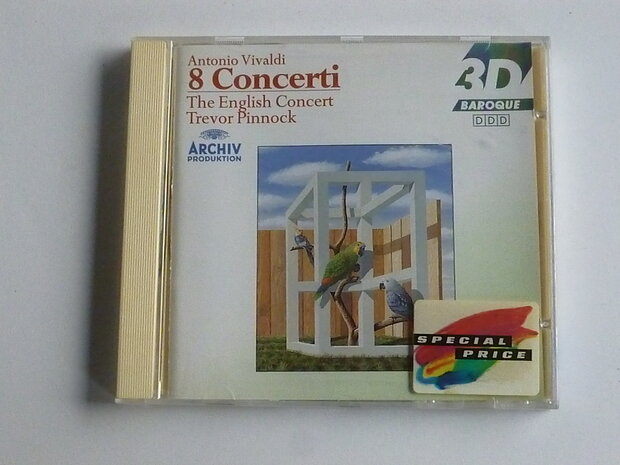 Antonio Vivaldi
8 Concerti
The English Concert
Trevor Pinnock
ARCHIV
PRODUKTION
3D
BAROQUE
DDD
SPECIAL
PRICE